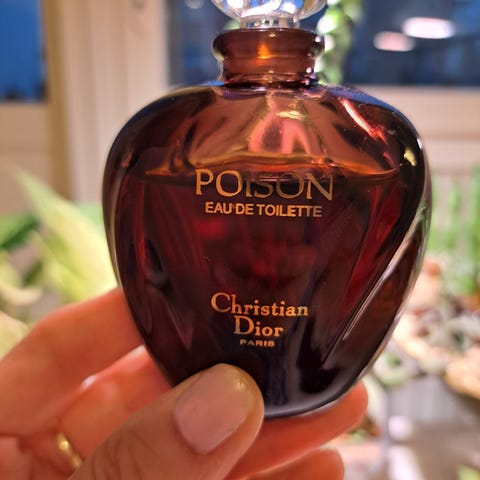 POISON
EAU DE TOILETTE
Christian
Dior
PARIS